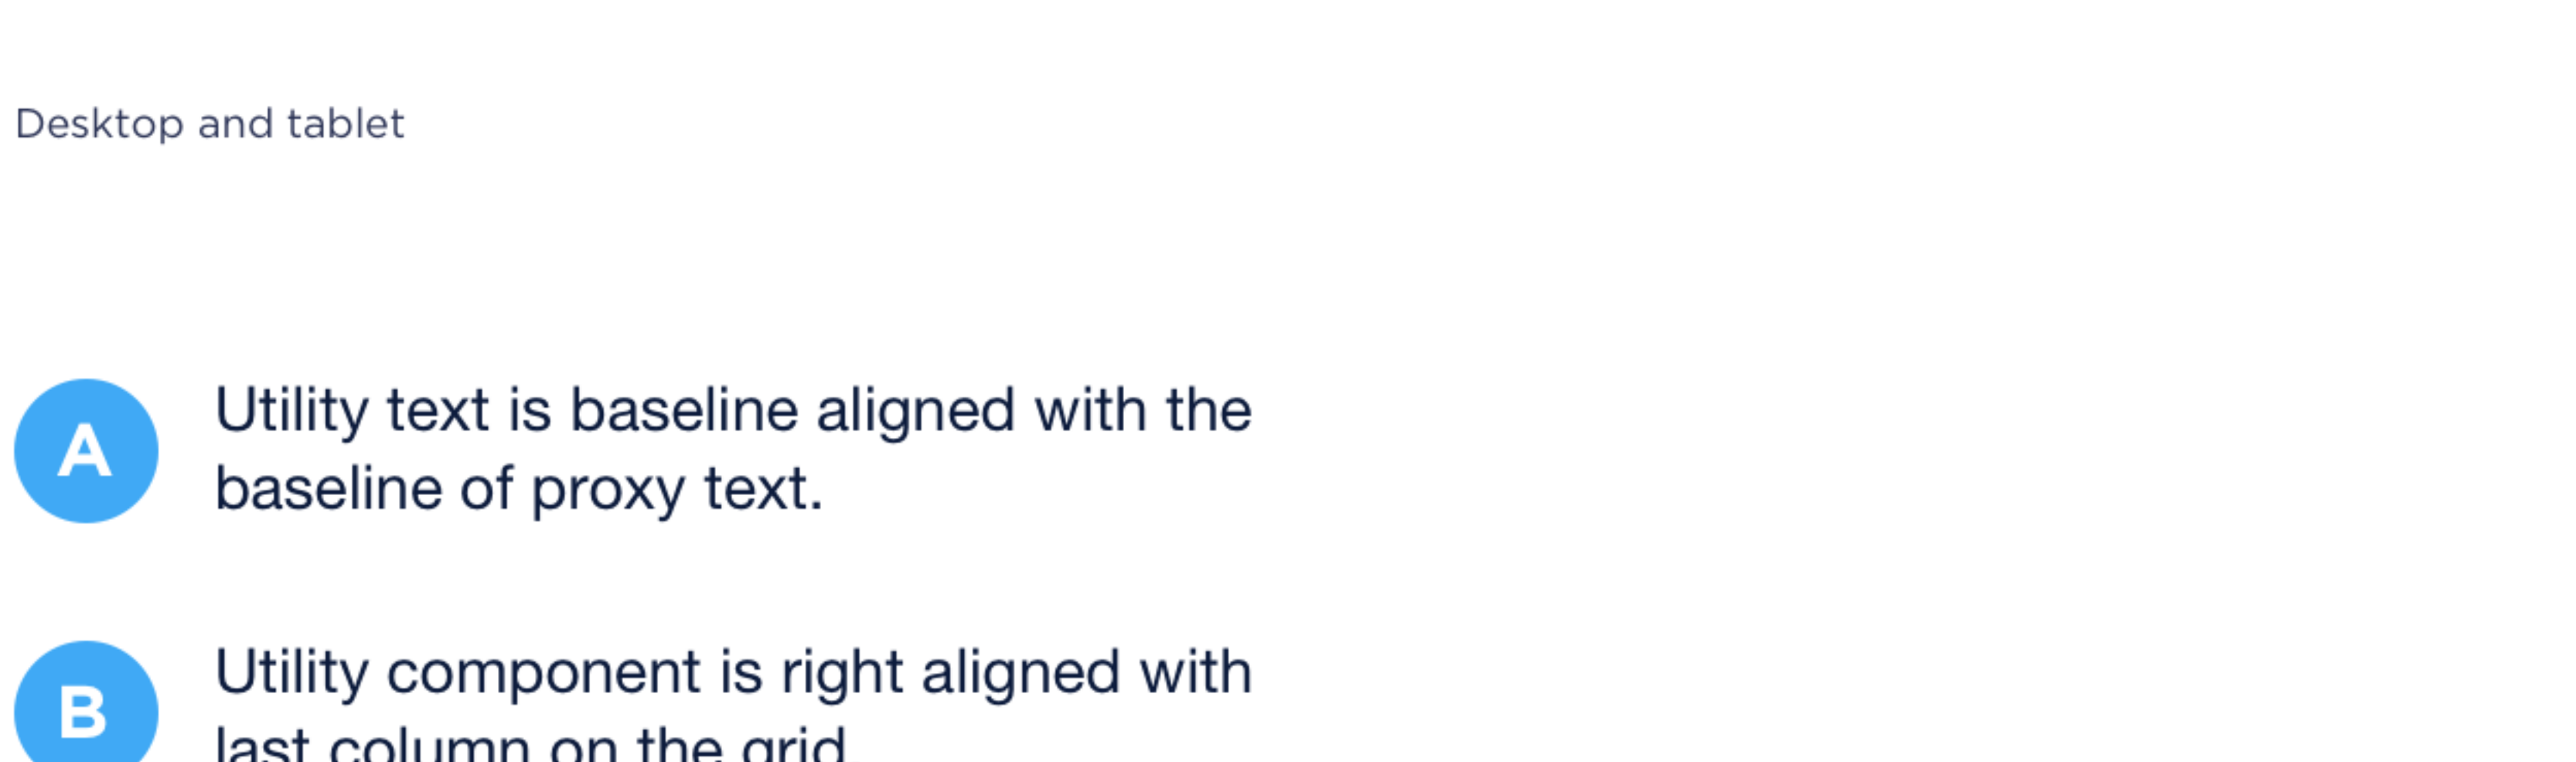 Desktop and tablet
A
Utility text is baseline aligned with the
baseline of proxy text.
B
Utility component is right aligned with
last column on the grid